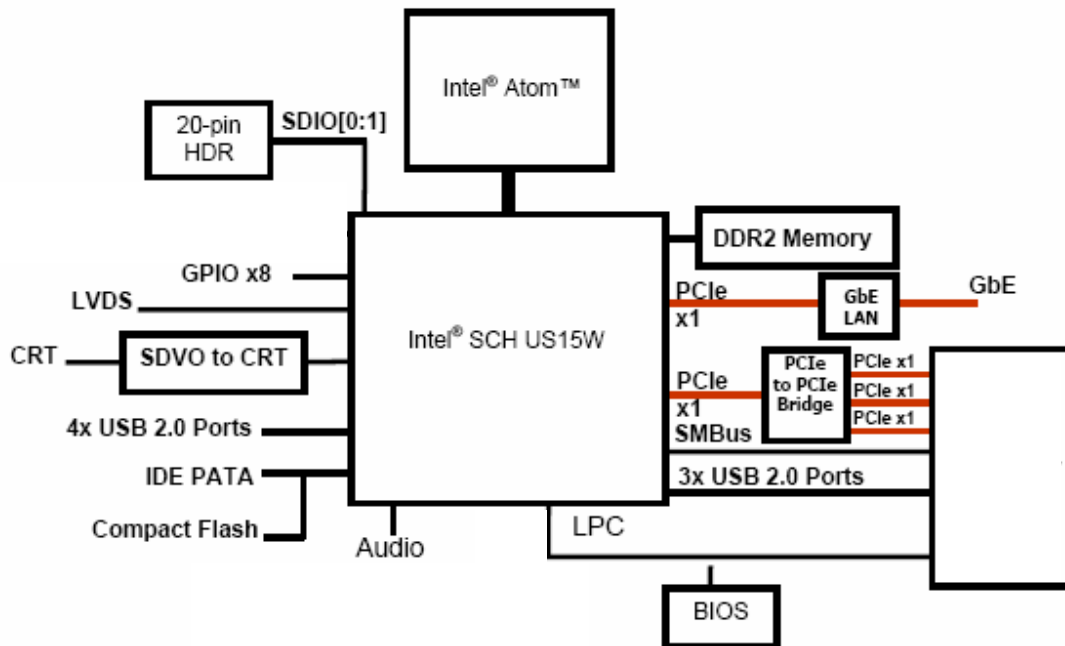 Intel® Atom™
20-pin
HDR
SDIO[0:1]
DDR2 Memory
GPIO x8
LVDS
PCIe
x1
GbE
LAN
GbE
Intel® SCH US15W
CRT
SDVO to CRT
PCIe
x1
PCIe
to PCIe
Bridge
PCIe x1
PCIe x1
PCIe x1
SMBus
4x USB 2.0 Ports
IDE PATA
3x USB 2.0 Ports
Compact Flash
Audio
LPC
BIOS